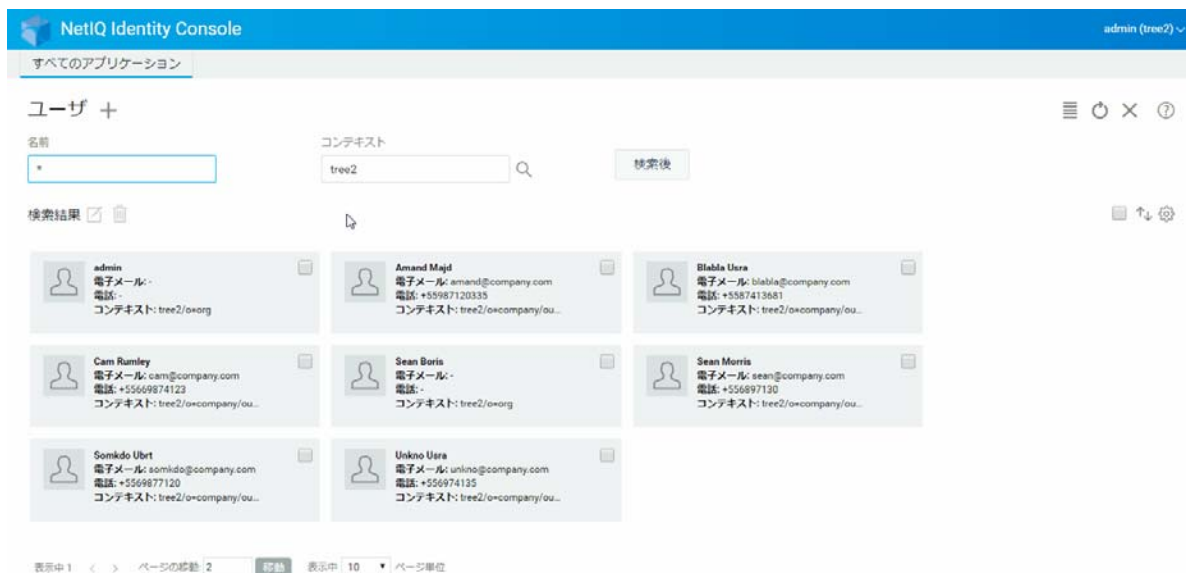 NetIQ Identity Console
admin (tree2)
すべてのアプリケーション
ユーザ +
名前
コンテキスト
*
tree2
検索後
検索結果
admin
電子メール: -
電話: -
コンテキスト: tree2/o=org
Amand Majd
電子メール: amand@company.com
電話: +55987120335
コンテキスト: tree2/o=company/ou...
Blabla Usra
電子メール: blabla@company.com
電話: +5587413681
コンテキスト: tree2/o=company/ou...
Cam Rumley
電子メール: cam@company.com
電話: +55669874123
コンテキスト: tree2/o=company/ou...
Sean Boris
電子メール: -
電話: -
コンテキスト: tree2/o=org
Sean Morris
電子メール: sean@company.com
電話: +556897130
コンテキスト: tree2/o=company/ou...
Somkdo Ubrt
電子メール: somkdo@company.com
電話: +5569877120
コンテキスト: tree2/o=company/ou...
Unkno Usra
電子メール: unkno@company.com
電話: +556974135
コンテキスト: tree2/o=company/ou...
表示中 1 < > ページの移動 2 移動 表示中 10 ページ単位